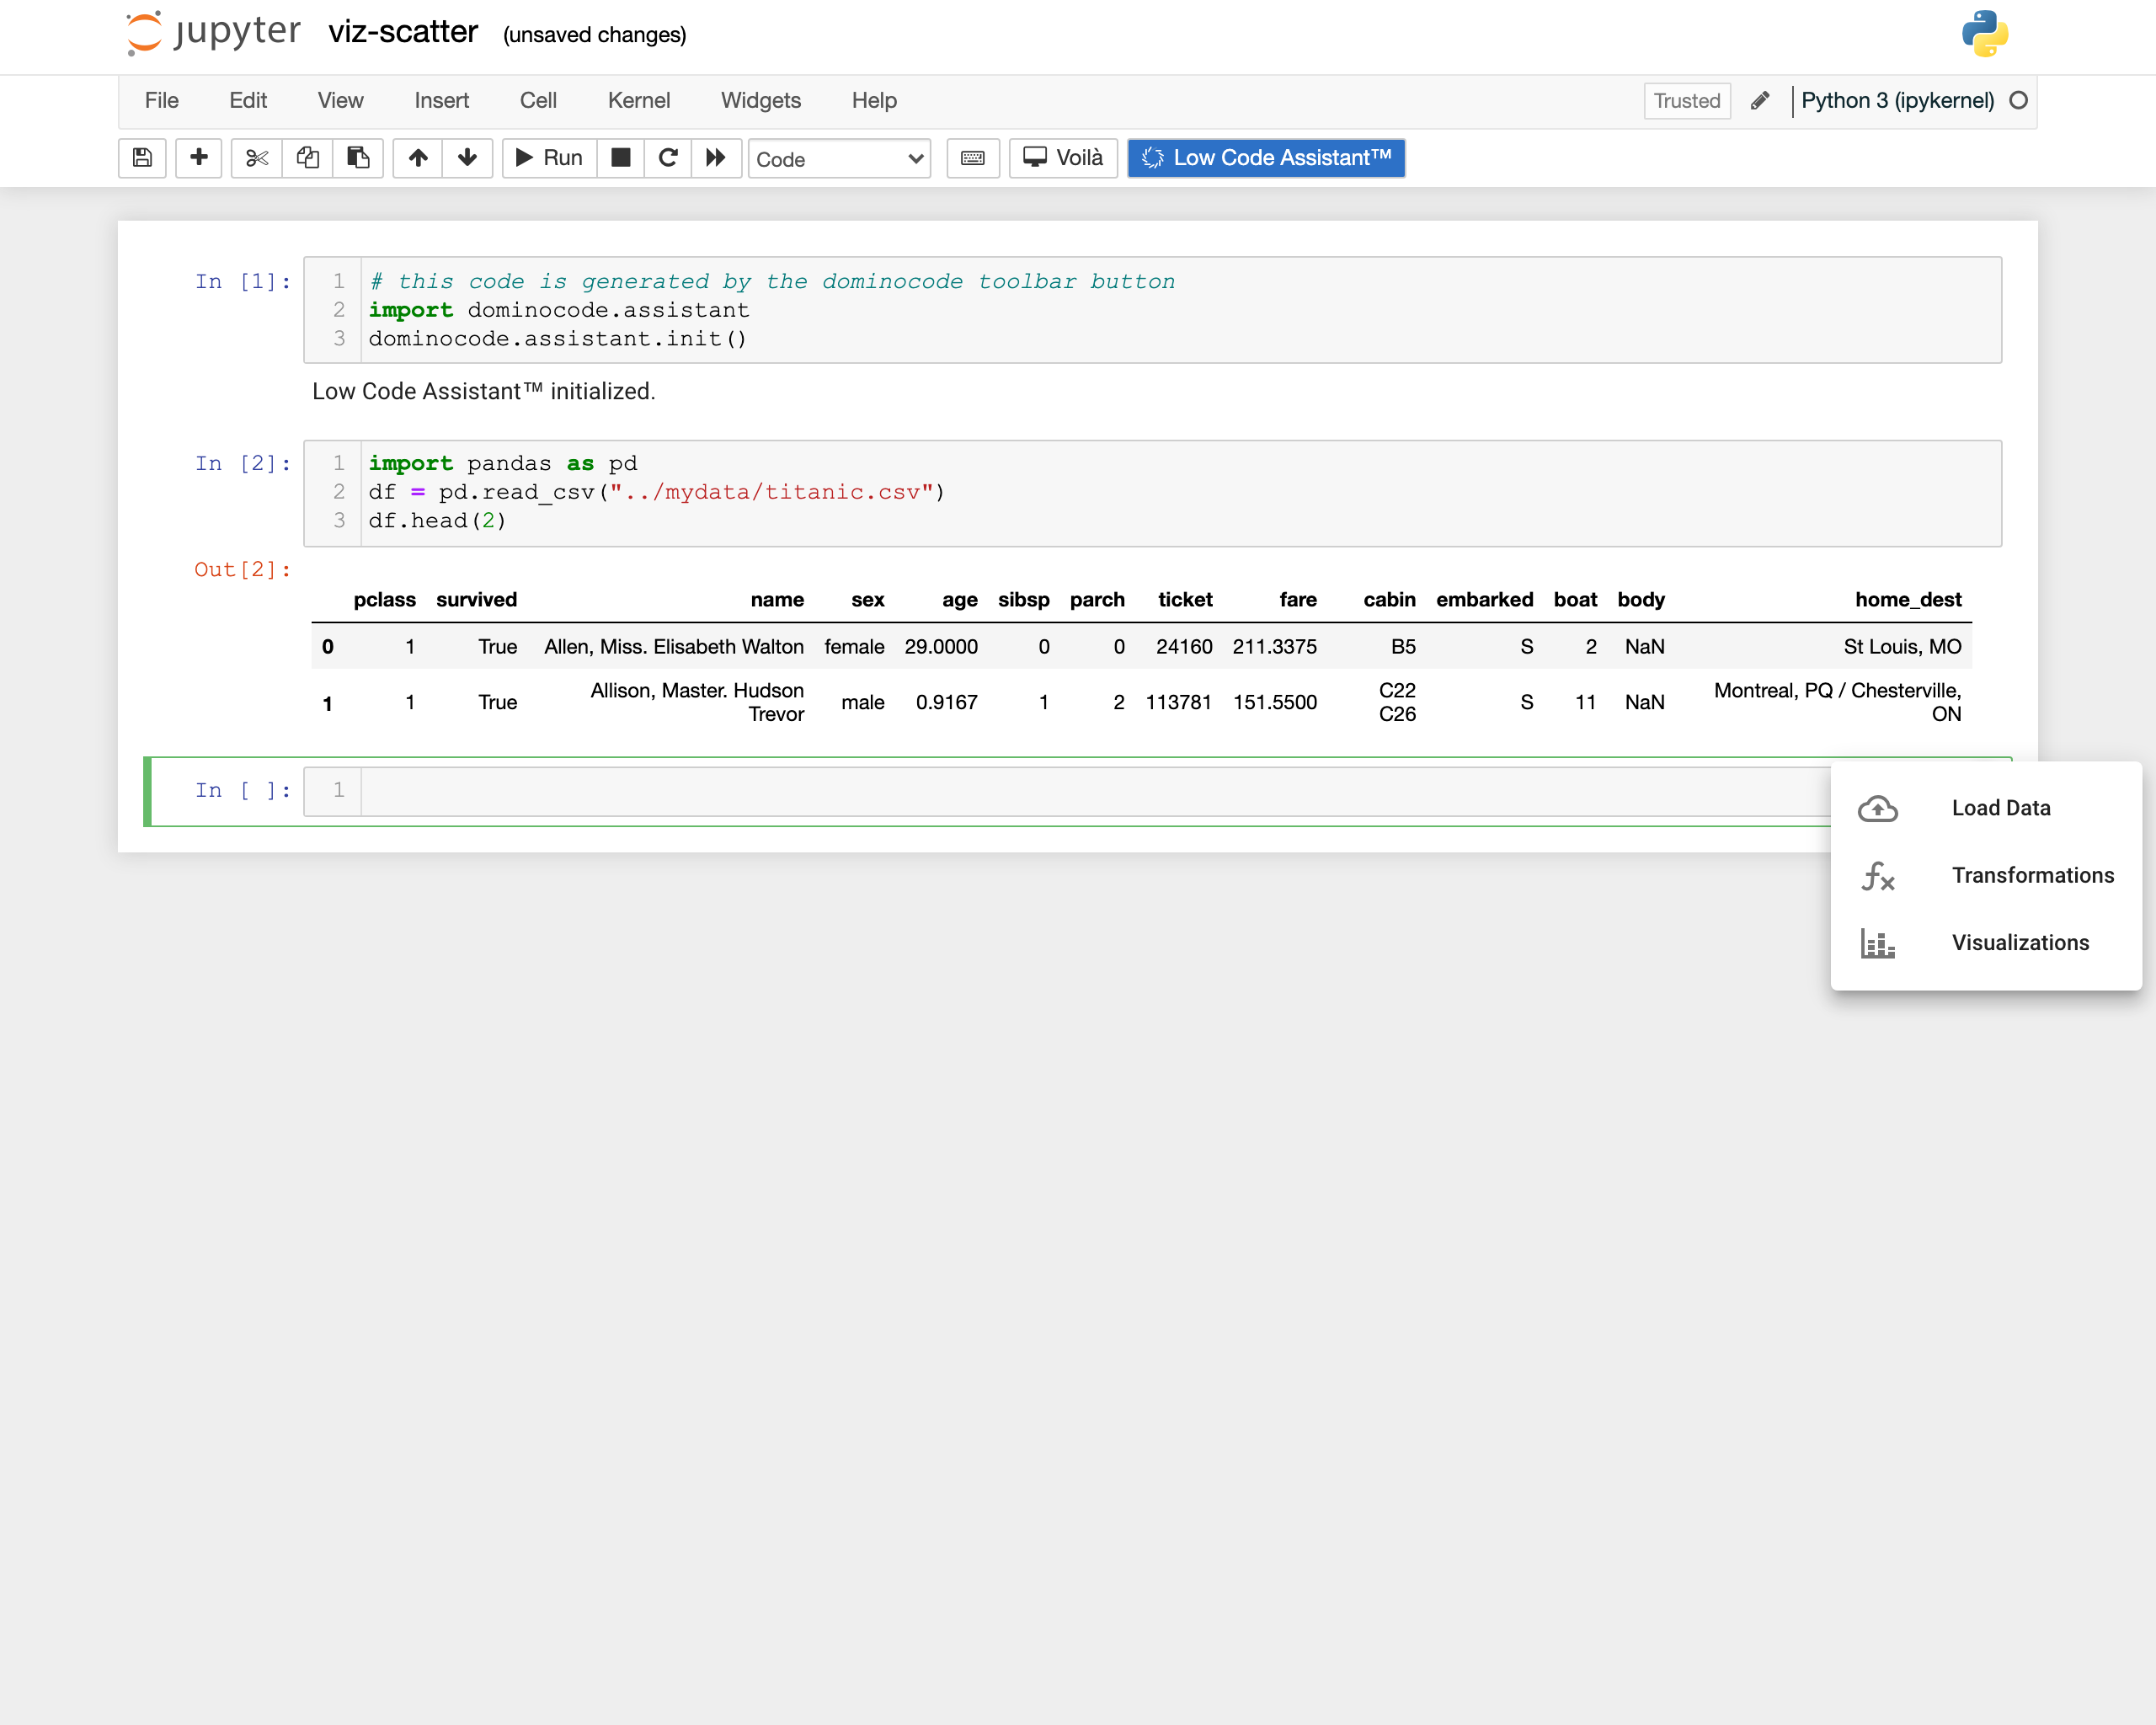 jupyter viz-scatter (unsaved changes)
File Edit View Insert Cell Kernel Widgets Help Trusted Python 3 (ipykernel)
Run Code Voilà Low Code Assistant™
In [1]: 1 # this code is generated by the dominocode toolbar button
2 import dominocode.assistant
3 dominocode.assistant.init()
Low Code Assistant™ initialized.
In [2]: 1 import pandas as pd
2 df = pd.read_csv("../mydata/titanic.csv")
3 df.head(2)
Out[2]:
pclass survived name sex age sibsp parch ticket fare cabin embarked boat body home_dest
0 1 True Allen, Miss. Elisabeth Walton female 29.0000 0 0 24160 211.3375 B5 S 2 NaN St Louis, MO
1 1 True Allison, Master. Hudson Trevor male 0.9167 1 2 113781 151.5500 C22 C26 S 11 NaN Montreal, PQ / Chesterville, ON
In [ ]: 1
Load Data
Transformations
Visualizations